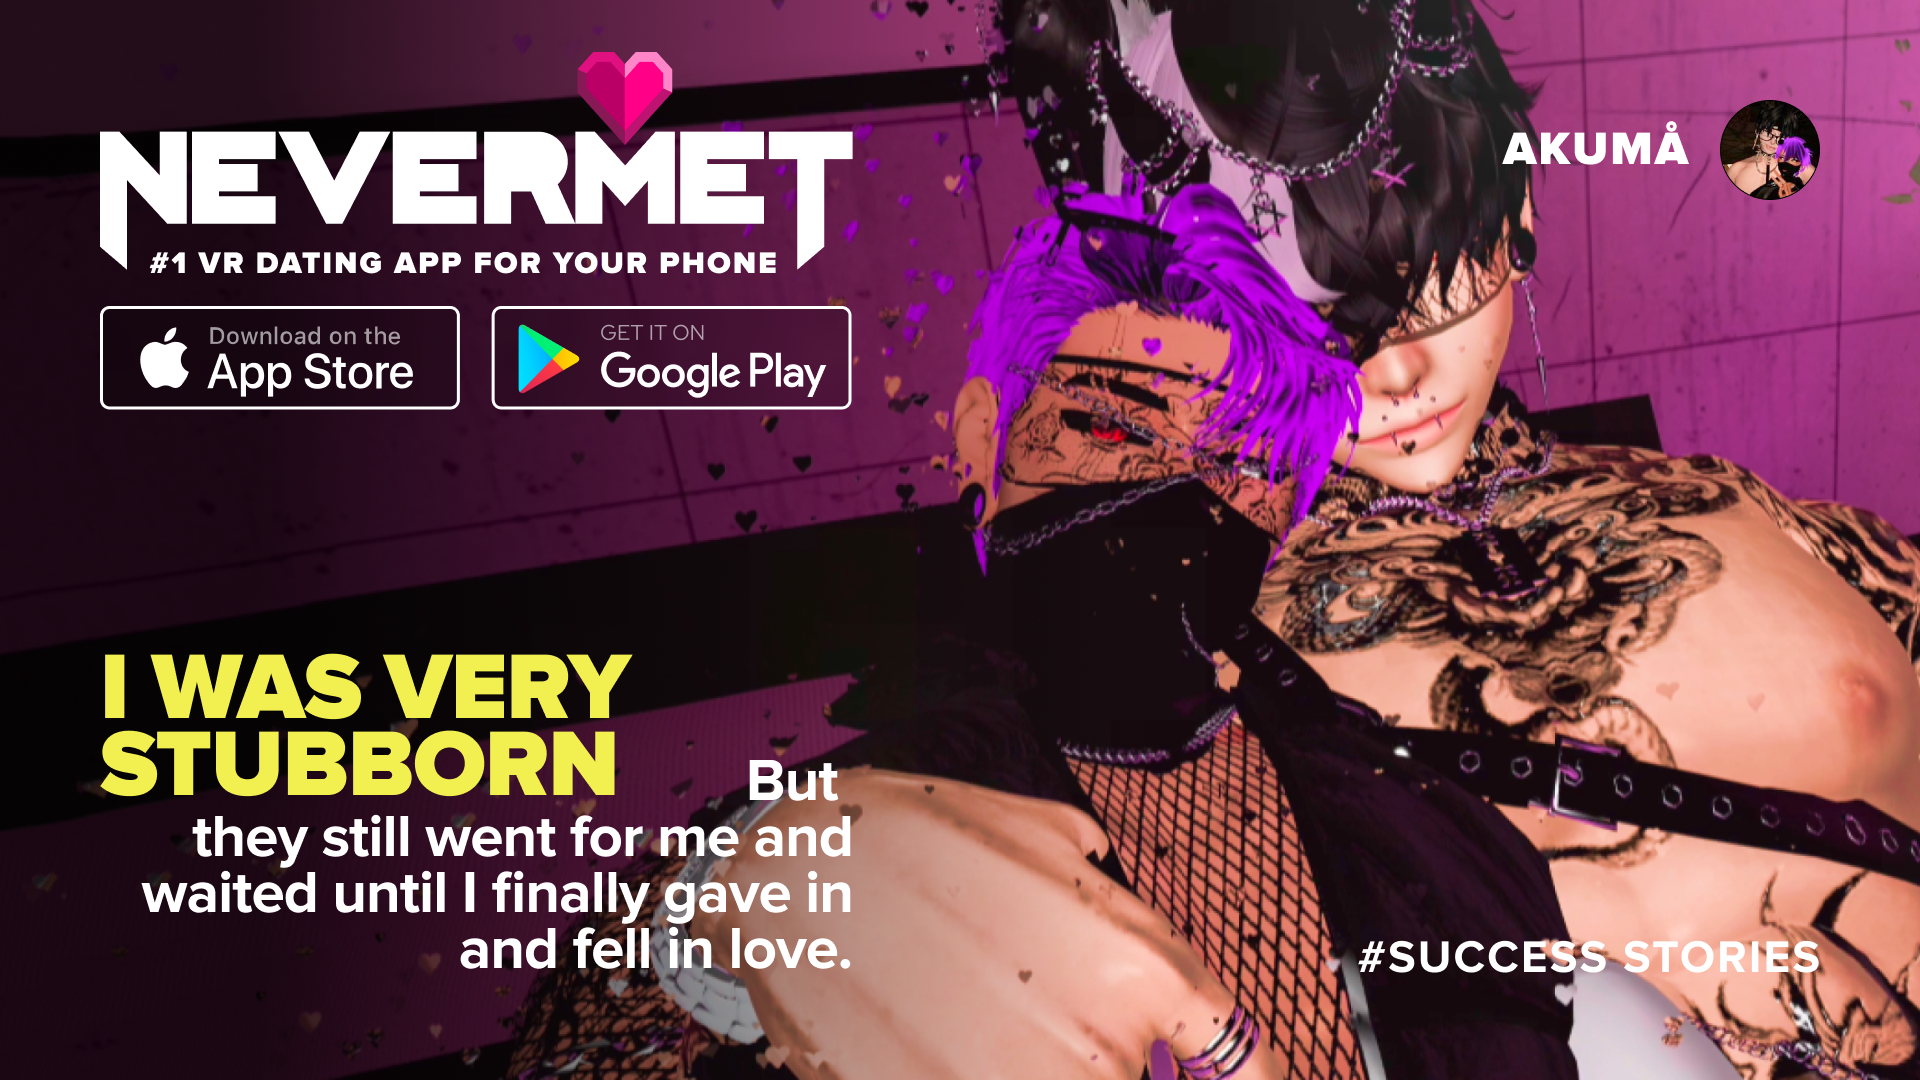 NEVERMET
#1 VR DATING APP FOR YOUR PHONE
Download on the
App Store
GET IT ON
Google Play
AKUMÅ
I WAS VERY
STUBBORN
But
they still went for me and
waited until I finally gave in
and fell in love.
#SUCCESS STORIES